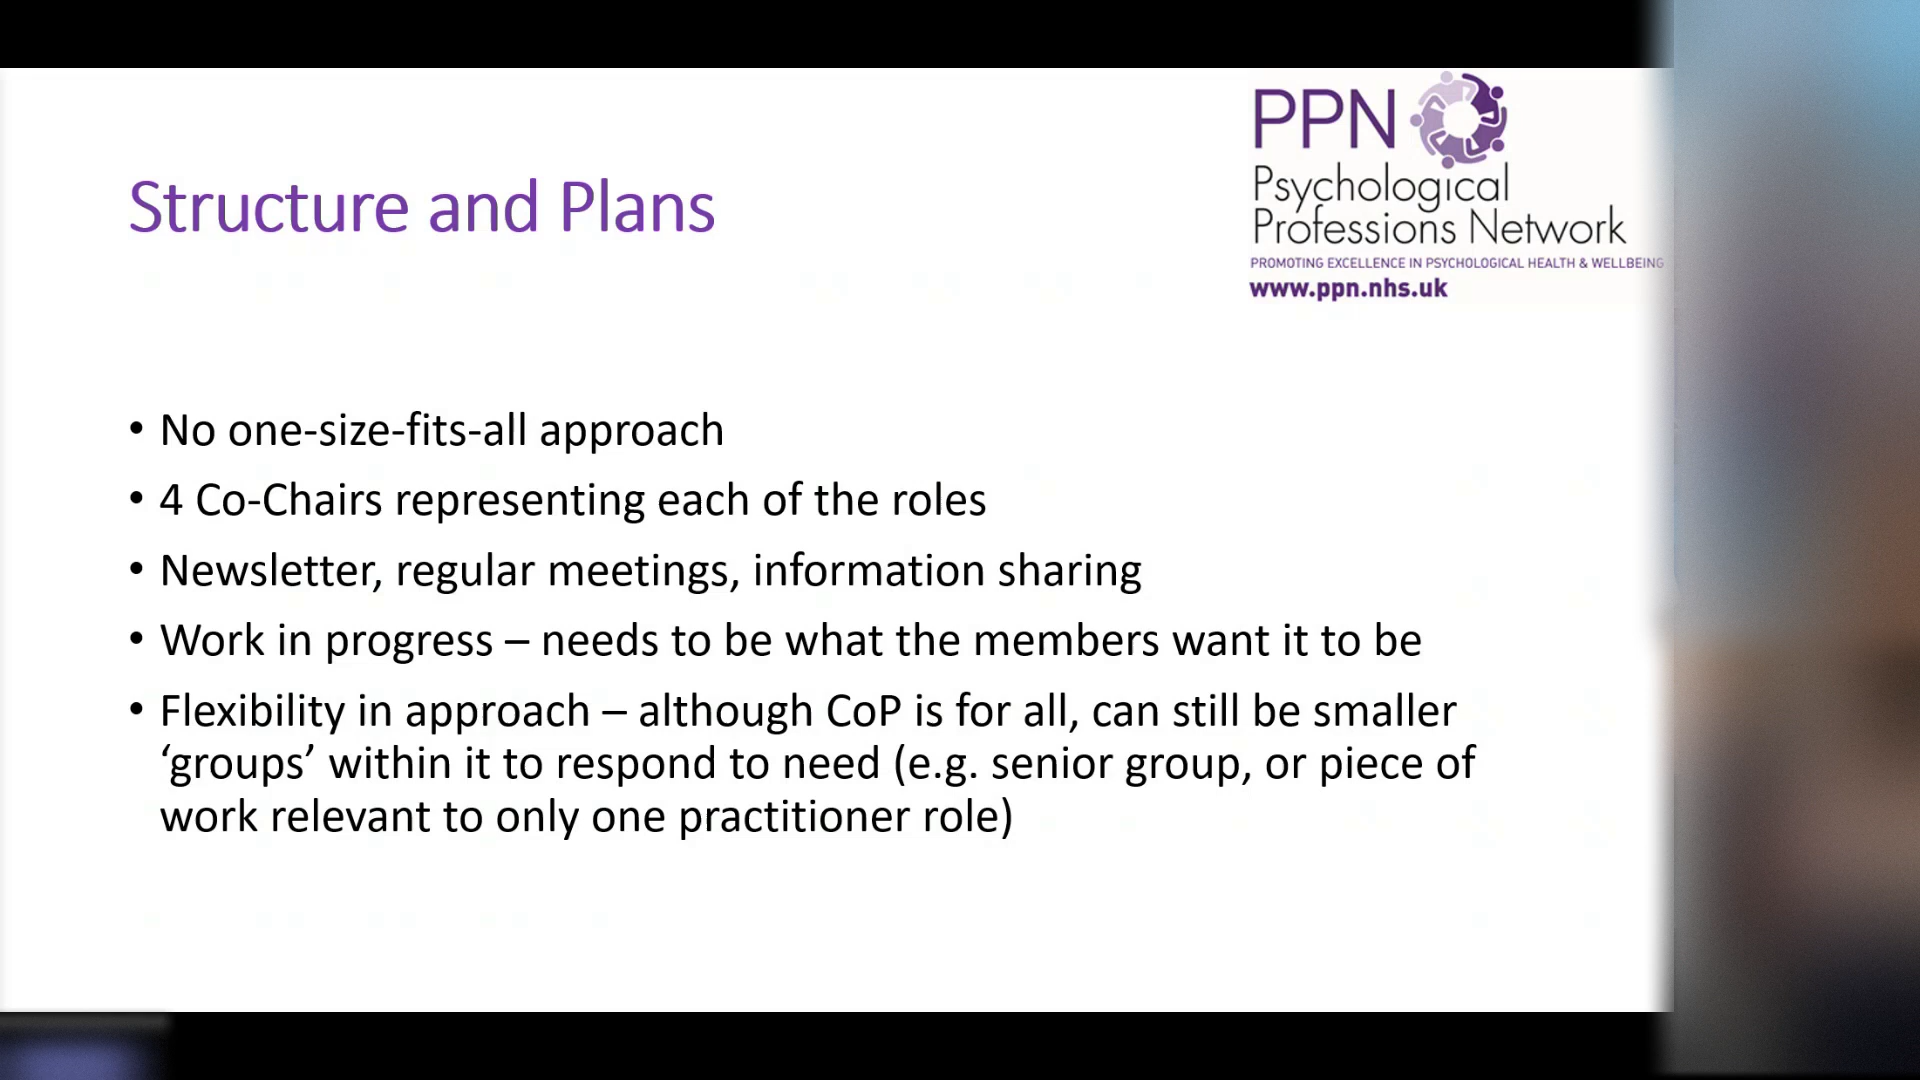 PPN
Psychological
Professions Network
PROMOTING EXCELLENCE IN PSYCHOLOGICAL HEALTH & WELLBEING
www.ppn.nhs.uk
Structure and Plans
• No one-size-fits-all approach
• 4 Co-Chairs representing each of the roles
• Newsletter, regular meetings, information sharing
• Work in progress – needs to be what the members want it to be
• Flexibility in approach – although CoP is for all, can still be smaller
‘groups’ within it to respond to need (e.g. senior group, or piece of
work relevant to only one practitioner role)